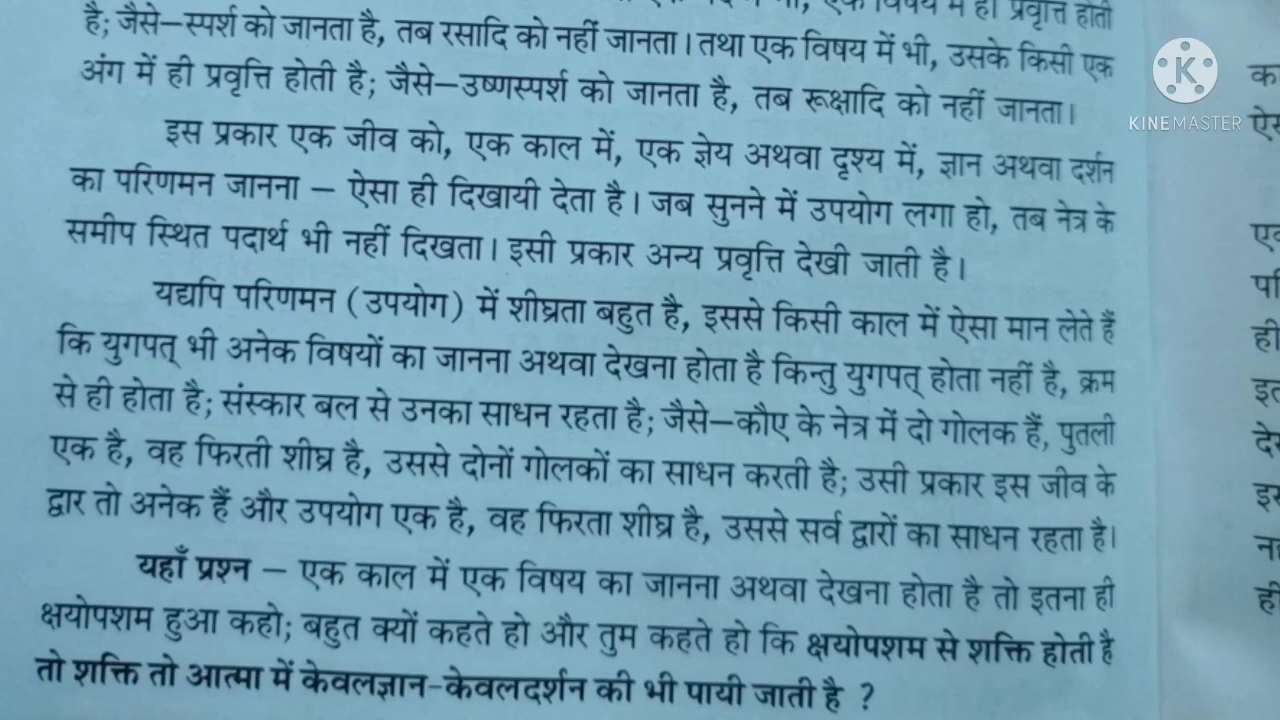 विषय में ही प्रवृत्ति होती
है; जैसे–स्पर्श को जानता है, तब रसादि को नहीं जानता। तथा एक विषय में भी, उसके किसी एक
अंग में ही प्रवृत्ति होती है; जैसे–उष्णस्पर्श को जानता है, तब रूक्षादि को नहीं जानता।
इस प्रकार एक जीव को, एक काल में, एक ज्ञेय अथवा दृश्य में, ज्ञान अथवा दर्शन
का परिणमन जानना – ऐसा ही दिखायी देता है। जब सुनने में उपयोग लगा हो, तब नेत्र के
समीप स्थित पदार्थ भी नहीं दिखता। इसी प्रकार अन्य प्रवृत्ति देखी जाती है।
यद्यपि परिणमन (उपयोग) में शीघ्रता बहुत है, इससे किसी काल में ऐसा मान लेते हैं
कि युगपत् भी अनेक विषयों का जानना अथवा देखना होता है किन्तु युगपत् होता नहीं है, क्रम
से ही होता है; संस्कार बल से उनका साधन रहता है; जैसे–कौए के नेत्र में दो गोलक हैं, पुतली
एक है, वह फिरती शीघ्र है, उससे दोनों गोलकों का साधन करती है; उसी प्रकार इस जीव के
द्वार तो अनेक हैं और उपयोग एक है, वह फिरता शीघ्र है, उससे सर्व द्वारों का साधन रहता है।
यहाँ प्रश्न – एक काल में एक विषय का जानना अथवा देखना होता है तो इतना ही
क्षयोपशम हुआ कहो; बहुत क्यों कहते हो और तुम कहते हो कि क्षयोपशम से शक्ति होती है
तो शक्ति तो आत्मा में केवलज्ञान-केवलदर्शन की भी पायी जाती है ?
K
KINEMASTER